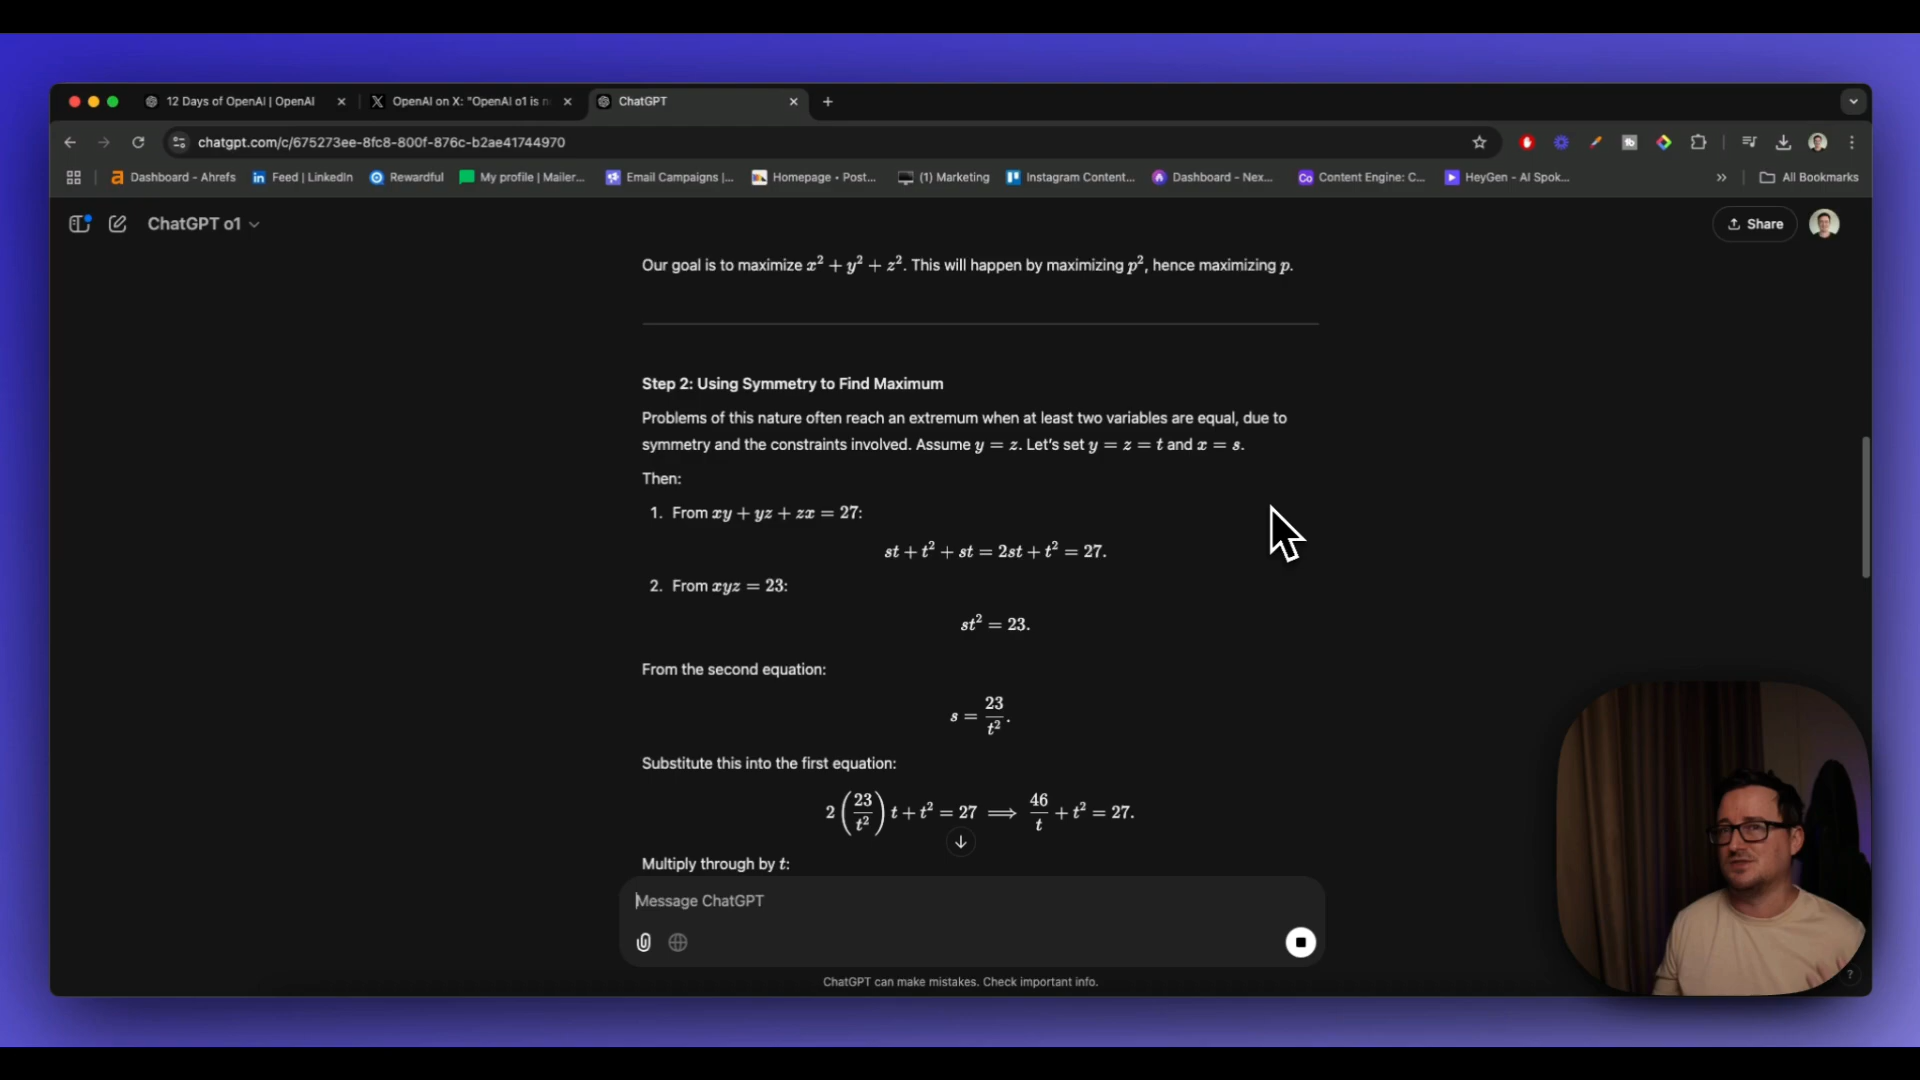 12 Days of OpenAI | OpenAI
OpenAI on X: "OpenAI o1 is n
ChatGPT
chatgpt.com/c/675273ee-8fc8-800f-876c-b2ae41744970
Dashboard - Ahrefs
Feed | LinkedIn
Rewardful
My profile | Mailer...
Email Campaigns |...
Homepage • Post...
(1) Marketing
Instagram Content...
Dashboard - Nex...
Content Engine: C...
HeyGen - AI Spok...
All Bookmarks
ChatGPT o1
Share
Our goal is to maximize x² + y² + z². This will happen by maximizing p², hence maximizing p.
Step 2: Using Symmetry to Find Maximum
Problems of this nature often reach an extremum when at least two variables are equal, due to
symmetry and the constraints involved. Assume y = z. Let's set y = z = t and x = s.
Then:
1. From xy + yz + zx = 27:
st + t² + st = 2st + t² = 27.
2. From xyz = 23:
st² = 23.
From the second equation:
s = 23/t².
Substitute this into the first equation:
2(23/t²)t + t² = 27 ⟹ 46/t + t² = 27.
Multiply through by t:
Message ChatGPT
ChatGPT can make mistakes. Check important info.
?